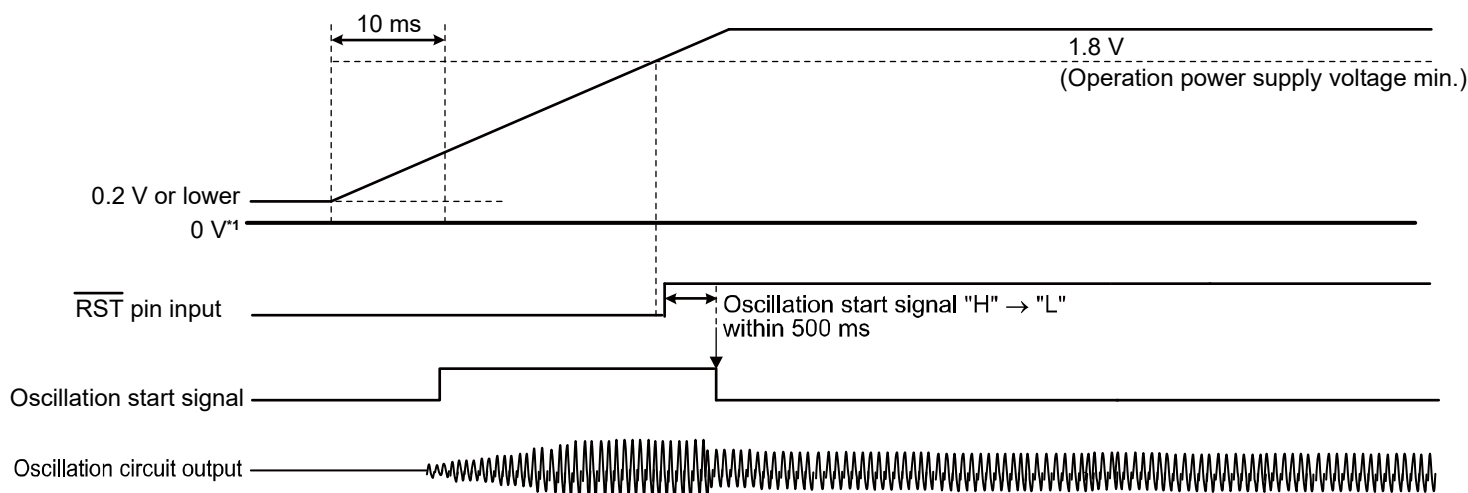 10 ms
1.8 V
(Operation power supply voltage min.)
0.2 V or lower
0 V*1
RST pin input
Oscillation start signal "H" → "L"
within 500 ms
Oscillation start signal
Oscillation circuit output